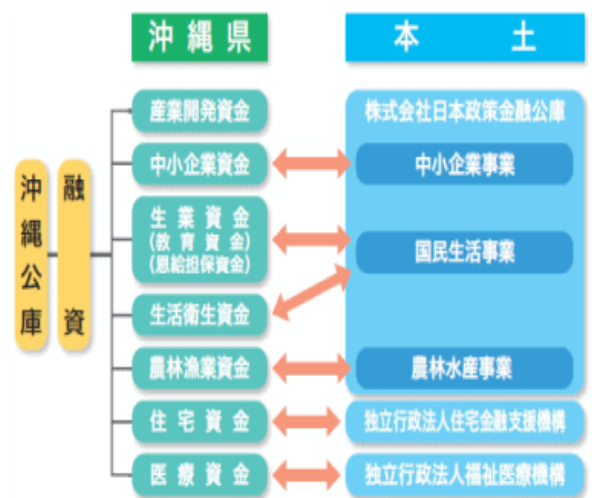 沖縄県
本土
沖縄公庫
融資
産業開発資金
中小企業資金
生業資金
(教育資金)
(恩給担保資金)
生活衛生資金
農林漁業資金
住宅資金
医療資金
株式会社日本政策金融公庫
中小企業事業
国民生活事業
農林水産事業
独立行政法人住宅金融支援機構
独立行政法人福祉医療機構